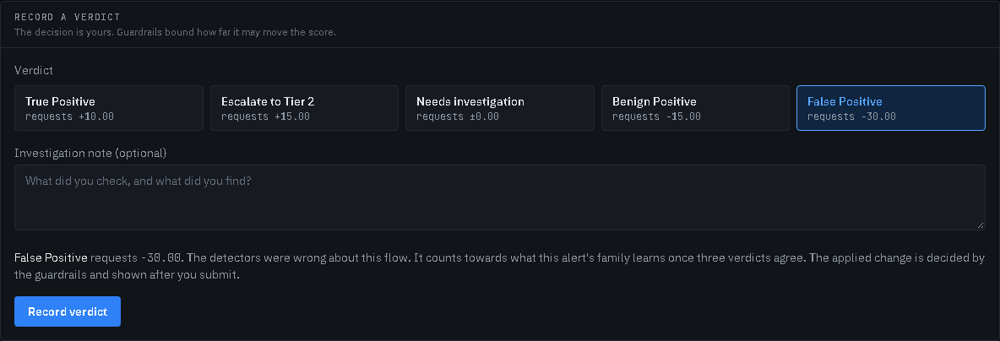 RECORD A VERDICT
The decision is yours. Guardrails bound how far it may move the score.
Verdict
True Positive
requests +10.00
Escalate to Tier 2
requests +15.00
Needs investigation
requests ±0.00
Benign Positive
requests -15.00
False Positive
requests -30.00
Investigation note (optional)
What did you check, and what did you find?
False Positive requests -30.00. The detectors were wrong about this flow. It counts towards what this alert's family learns once three verdicts agree. The applied change is decided by
the guardrails and shown after you submit.
Record verdict